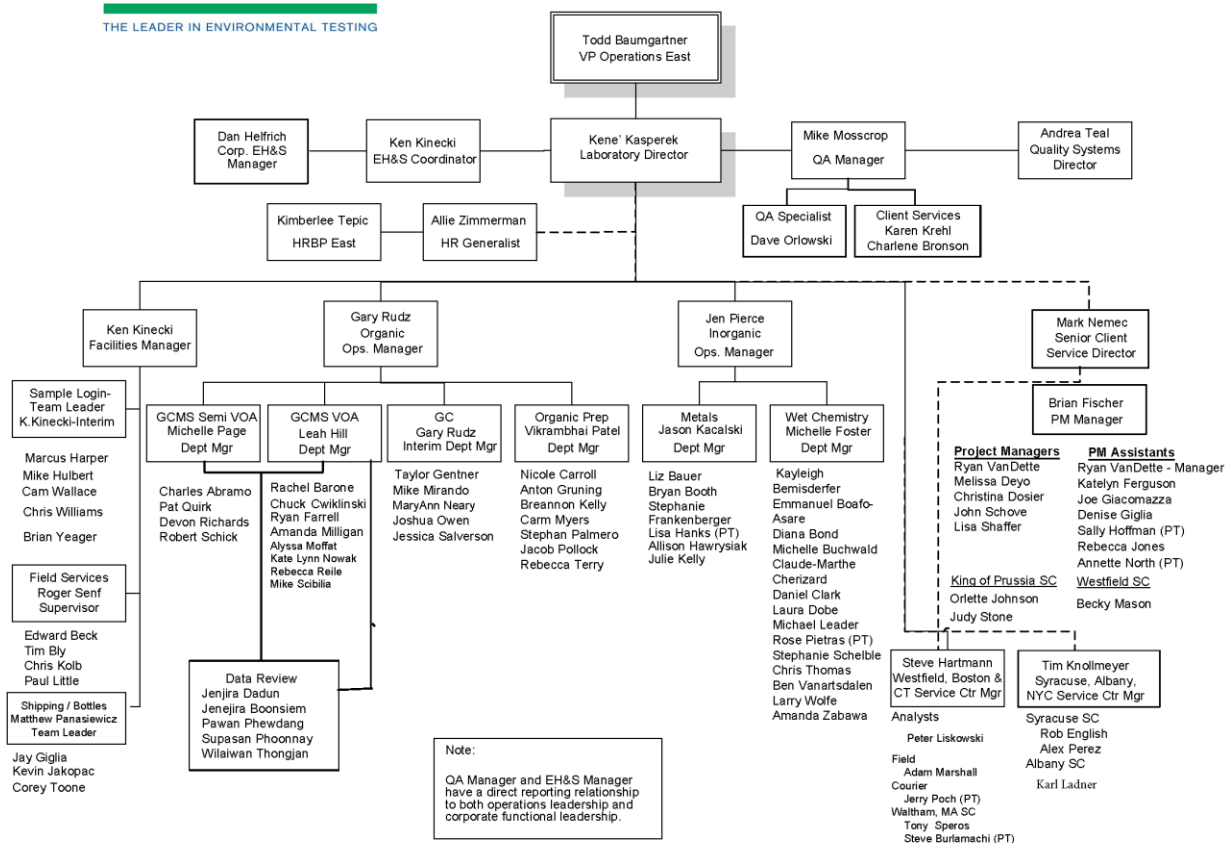 THE LEADER IN ENVIRONMENTAL TESTING
Todd Baumgartner
VP Operations East
Dan Helfrich
Corp. EH&S
Manager
Ken Kinecki
EH&S Coordinator
Kene' Kasperek
Laboratory Director
Mike Mosscrop
QA Manager
Andrea Teal
Quality Systems
Director
Kimberlee Tepic
HRBP East
Allie Zimmerman
HR Generalist
QA Specialist
Dave Orlowski
Client Services
Karen Krehl
Charlene Bronson
Ken Kinecki
Facilities Manager
Gary Rudz
Organic
Ops. Manager
Jen Pierce
Inorganic
Ops. Manager
Mark Nemec
Senior Client
Service Director
Brian Fischer
PM Manager
Sample Login-
Team Leader
K.Kinecki-Interim
Marcus Harper
Mike Hulbert
Cam Wallace
Chris Williams
Brian Yeager
Field Services
Roger Senf
Supervisor
Edward Beck
Tim Bly
Chris Kolb
Paul Little
Shipping / Bottles
Matthew Panasiewicz
Team Leader
Jay Giglia
Kevin Jakopac
Corey Toone
GCMS Semi VOA
Michelle Page
Dept Mgr
Charles Abramo
Pat Quirk
Devon Richards
Robert Schick
GCMS VOA
Leah Hill
Dept Mgr
Rachel Barone
Chuck Cwiklinski
Ryan Farrell
Amanda Milligan
Alyssa Moffat
Kate Lynn Nowak
Rebecca Reile
Mike Scibilia
Data Review
Jenjira Dadun
Jenejira Boonsiem
Pawan Phewdang
Supasan Phoonnay
Wilaiwan Thongjan
GC
Gary Rudz
Interim Dept Mgr
Taylor Gentner
Mike Mirando
MaryAnn Neary
Joshua Owen
Jessica Salverson
Organic Prep
Vikrambhai Patel
Dept Mgr
Nicole Carroll
Anton Gruning
Breannon Kelly
Carm Myers
Stephan Palmero
Jacob Pollock
Rebecca Terry
Metals
Jason Kacalski
Dept Mgr
Liz Bauer
Bryan Booth
Stephanie
Frankenberger
Lisa Hanks (PT)
Allison Hawrysiak
Julie Kelly
Wet Chemistry
Michelle Foster
Dept Mgr
Kayleigh
Bemisderfer
Emmanuel Boafo-
Asare
Diana Bond
Michelle Buchwald
Claude-Marthe
Cherizard
Daniel Clark
Laura Dobe
Michael Leader
Rose Pietras (PT)
Stephanie Schelble
Chris Thomas
Ben Vanartsdalen
Larry Wolfe
Amanda Zabawa
Project Managers
Ryan VanDette
Melissa Deyo
Christina Dosier
John Schove
Lisa Shaffer
King of Prussia SC
Orlette Johnson
Judy Stone
PM Assistants
Ryan VanDette - Manager
Katelyn Ferguson
Joe Giacomazza
Denise Giglia
Sally Hoffman (PT)
Rebecca Jones
Annette North (PT)
Westfield SC
Becky Mason
Steve Hartmann
Westfield, Boston &
CT Service Ctr Mgr
Analysts
Peter Liskowski
Field
Adam Marshall
Courier
Jerry Poch (PT)
Waltham, MA SC
Tony Speros
Steve Burlamachi (PT)
Tim Knollmeyer
Syracuse, Albany,
NYC Service Ctr Mgr
Syracuse SC
Rob English
Alex Perez
Albany SC
Karl Ladner
Note:
QA Manager and EH&S Manager
have a direct reporting relationship
to both operations leadership and
corporate functional leadership.